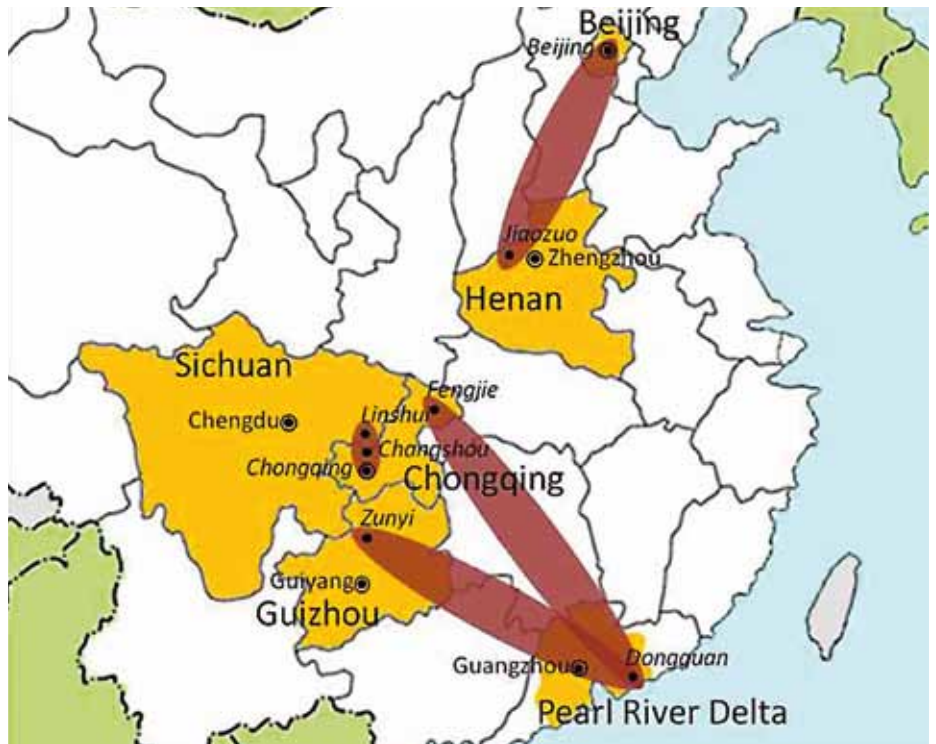 Beijing
Beijing
Jiaozuo
Zhengzhou
Henan
Sichuan
Fengjie
Linshui
Chengdu
Changshou
Chongqing
Chongqing
Zunyi
Guiyang
Guizhou
Guangzhou
Dongguan
Pearl River Delta